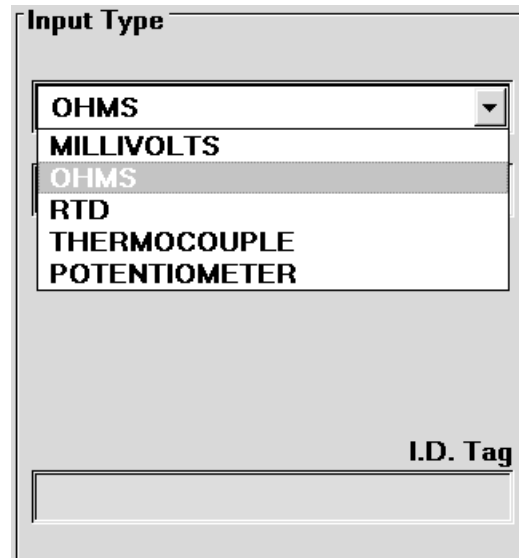 Input Type
OHMS
MILLIVOLTS
OHMS
RTD
THERMOCOUPLE
POTENTIOMETER
I.D. Tag